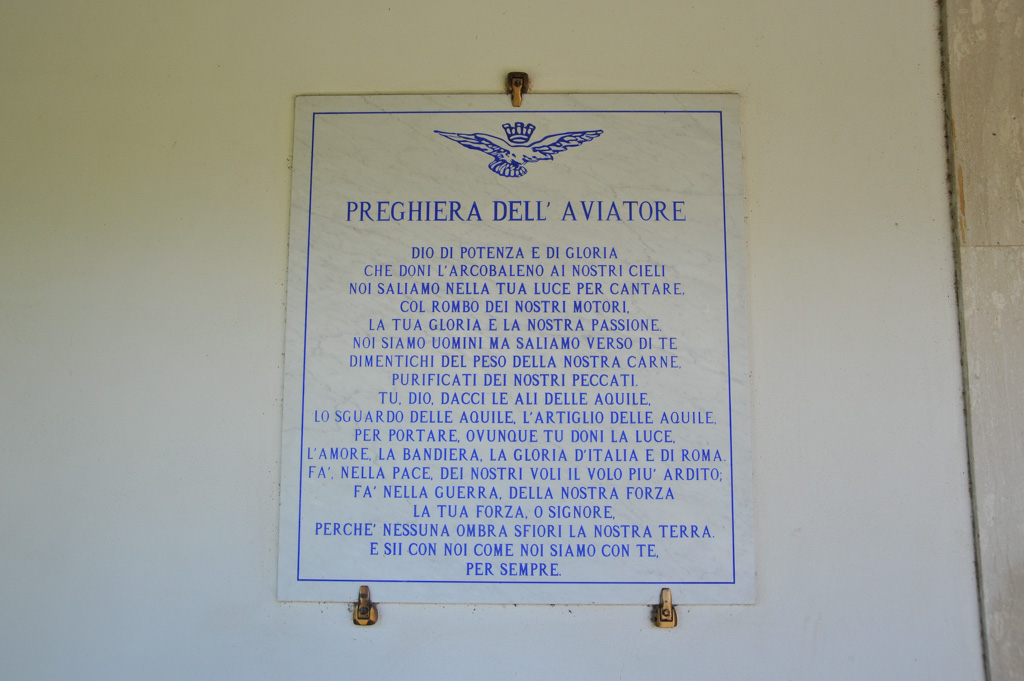 PREGHIERA DELL' AVIATORE
DIO DI POTENZA E DI GLORIA
CHE DONI L'ARCOBALENO AI NOSTRI CIELI
NOI SALIAMO NELLA TUA LUCE PER CANTARE,
COL ROMBO DEI NOSTRI MOTORI,
LA TUA GLORIA E LA NOSTRA PASSIONE.
NOI SIAMO UOMINI MA SALIAMO VERSO DI TE
DIMENTICHI DEL PESO DELLA NOSTRA CARNE,
PURIFICATI DEI NOSTRI PECCATI.
TU, DIO, DACCI LE ALI DELLE AQUILE,
LO SGUARDO DELLE AQUILE, L'ARTIGLIO DELLE AQUILE,
PER PORTARE, OVUNQUE TU DONI LA LUCE,
L'AMORE, LA BANDIERA, LA GLORIA D'ITALIA E DI ROMA.
FA', NELLA PACE, DEI NOSTRI VOLI IL VOLO PIU' ARDITO;
FA' NELLA GUERRA, DELLA NOSTRA FORZA
LA TUA FORZA, O SIGNORE,
PERCHE' NESSUNA OMBRA SFIORI LA NOSTRA TERRA.
E SII CON NOI COME NOI SIAMO CON TE,
PER SEMPRE.